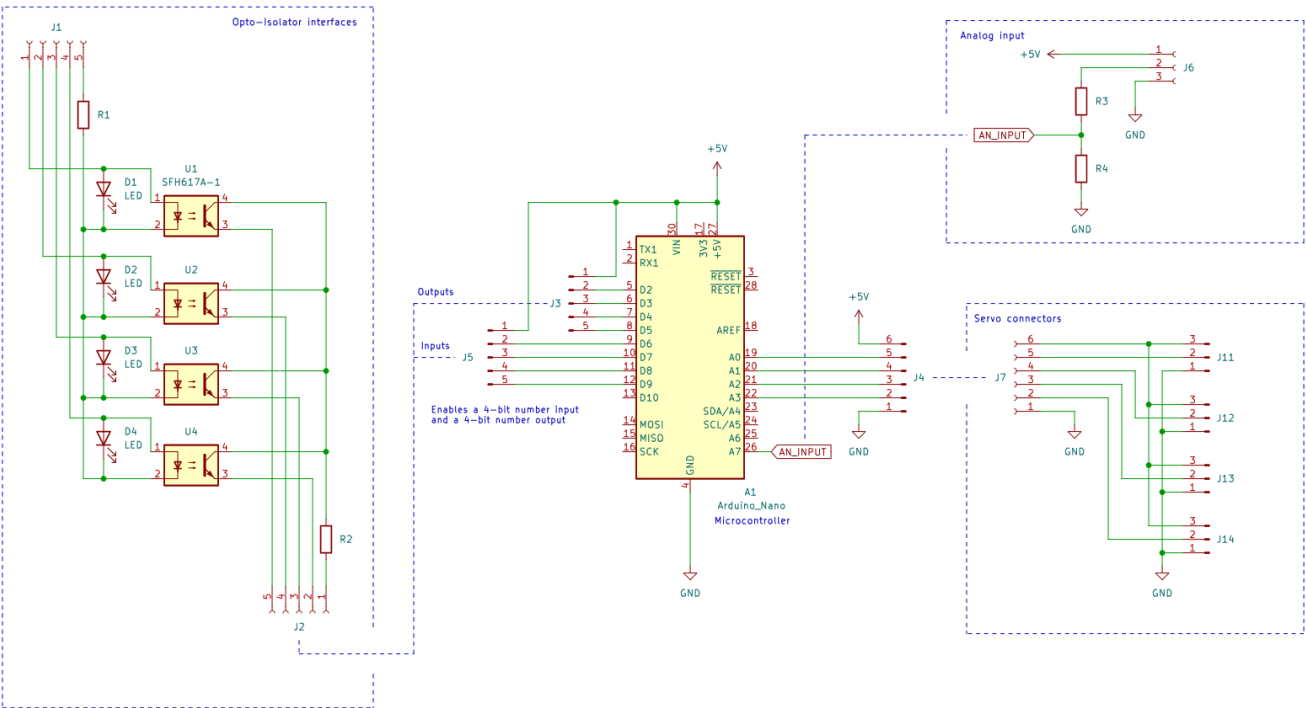 Opto-Isolator interfaces
J1
1
2
3
4
5
R1
D1
LED
U1
SFH617A-1
1
2
4
3
D2
LED
U2
1
2
4
3
D3
LED
U3
1
2
4
3
D4
LED
U4
1
2
4
3
R2
5
4
3
2
1
J2
Outputs
J3
1
2
3
4
5
Inputs
J5
1
2
3
4
5
Enables a 4-bit number input
and a 4-bit number output
+5V
30
VIN
17
3V3
27
+5V
1
TX1
2
RX1
5
D2
6
D3
7
D4
8
D5
9
D6
10
D7
11
D8
12
D9
13
D10
14
MOSI
15
MISO
16
SCK
RESET
3
RESET
28
AREF
18
A0
19
A1
20
A2
21
A3
22
SDA/A4
23
SCL/A5
24
A6
25
A7
26
AN_INPUT
GND
4
A1
Arduino_Nano
Microcontroller
GND
+5V
6
5
4
3
2
1
J4
GND
Analog input
+5V
1
2
3
J6
R3
GND
AN_INPUT
R4
GND
Servo connectors
J7
6
5
4
3
2
1
GND
3
2
1
J11
3
2
1
J12
3
2
1
J13
3
2
1
J14
GND